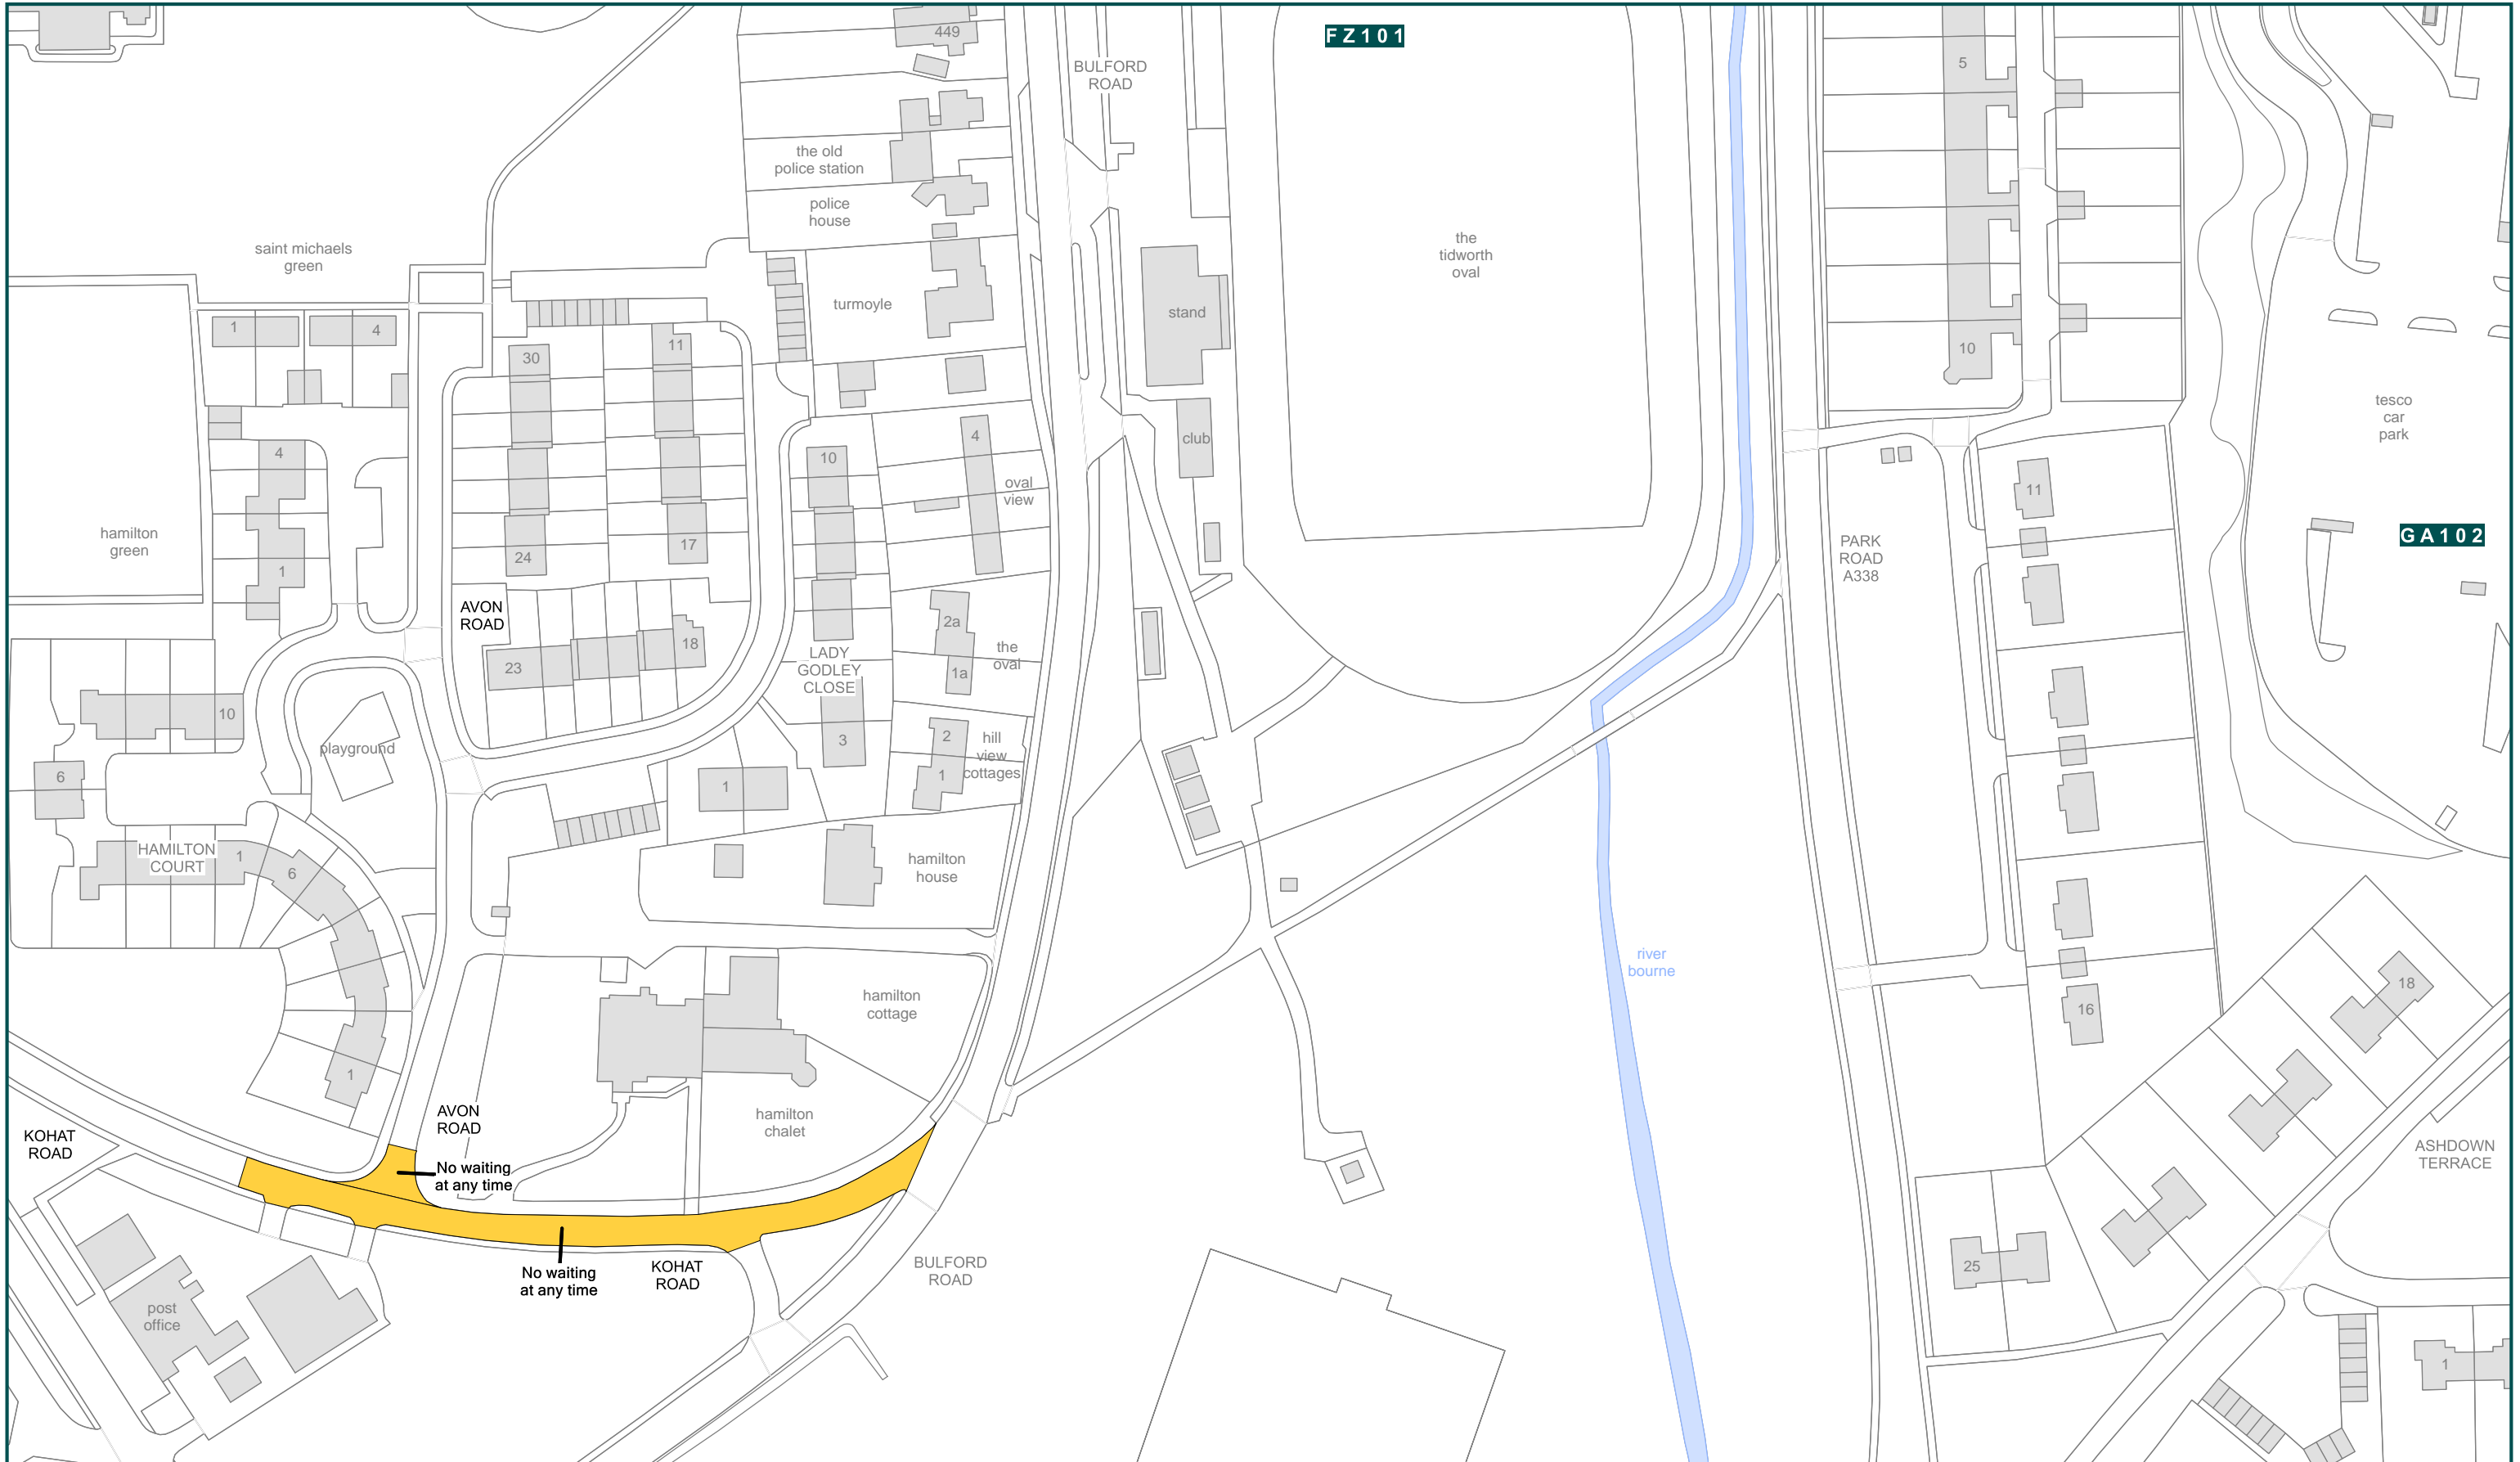 449
FZ101
BULFORD
ROAD
5
the old
police station
police
house
saint michaels
green
the
tidworth
oval
turmoyle
stand
1
4
30
11
10
tesco
car
park
4
10
4
club
oval
view
11
hamilton
green
24
17
PARK
ROAD
A338
GA102
1
AVON
ROAD
2a
23
18
LADY
GODLEY
CLOSE
the
oval
1a
10
playground
3
2
hill
view
cottages
1
6
1
HAMILTON
COURT
1
6
hamilton
house
river
bourne
18
hamilton
cottage
16
1
AVON
ROAD
hamilton
chalet
KOHAT
ROAD
No waiting
at any time
ASHDOWN
TERRACE
No waiting
at any time
KOHAT
ROAD
BULFORD
ROAD
25
post
office
1